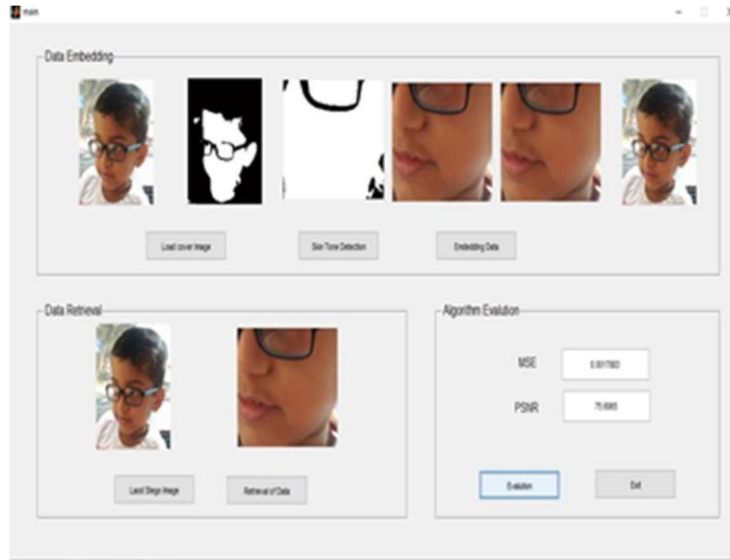 main
Data Embedding
Load cover Image
Skin Tone Detection
Embedding Data
Data Retrieval
Load Stego Image
Retrieval of Data
Algorithm Evalution
MSE
PSNR
Evalution
Exit